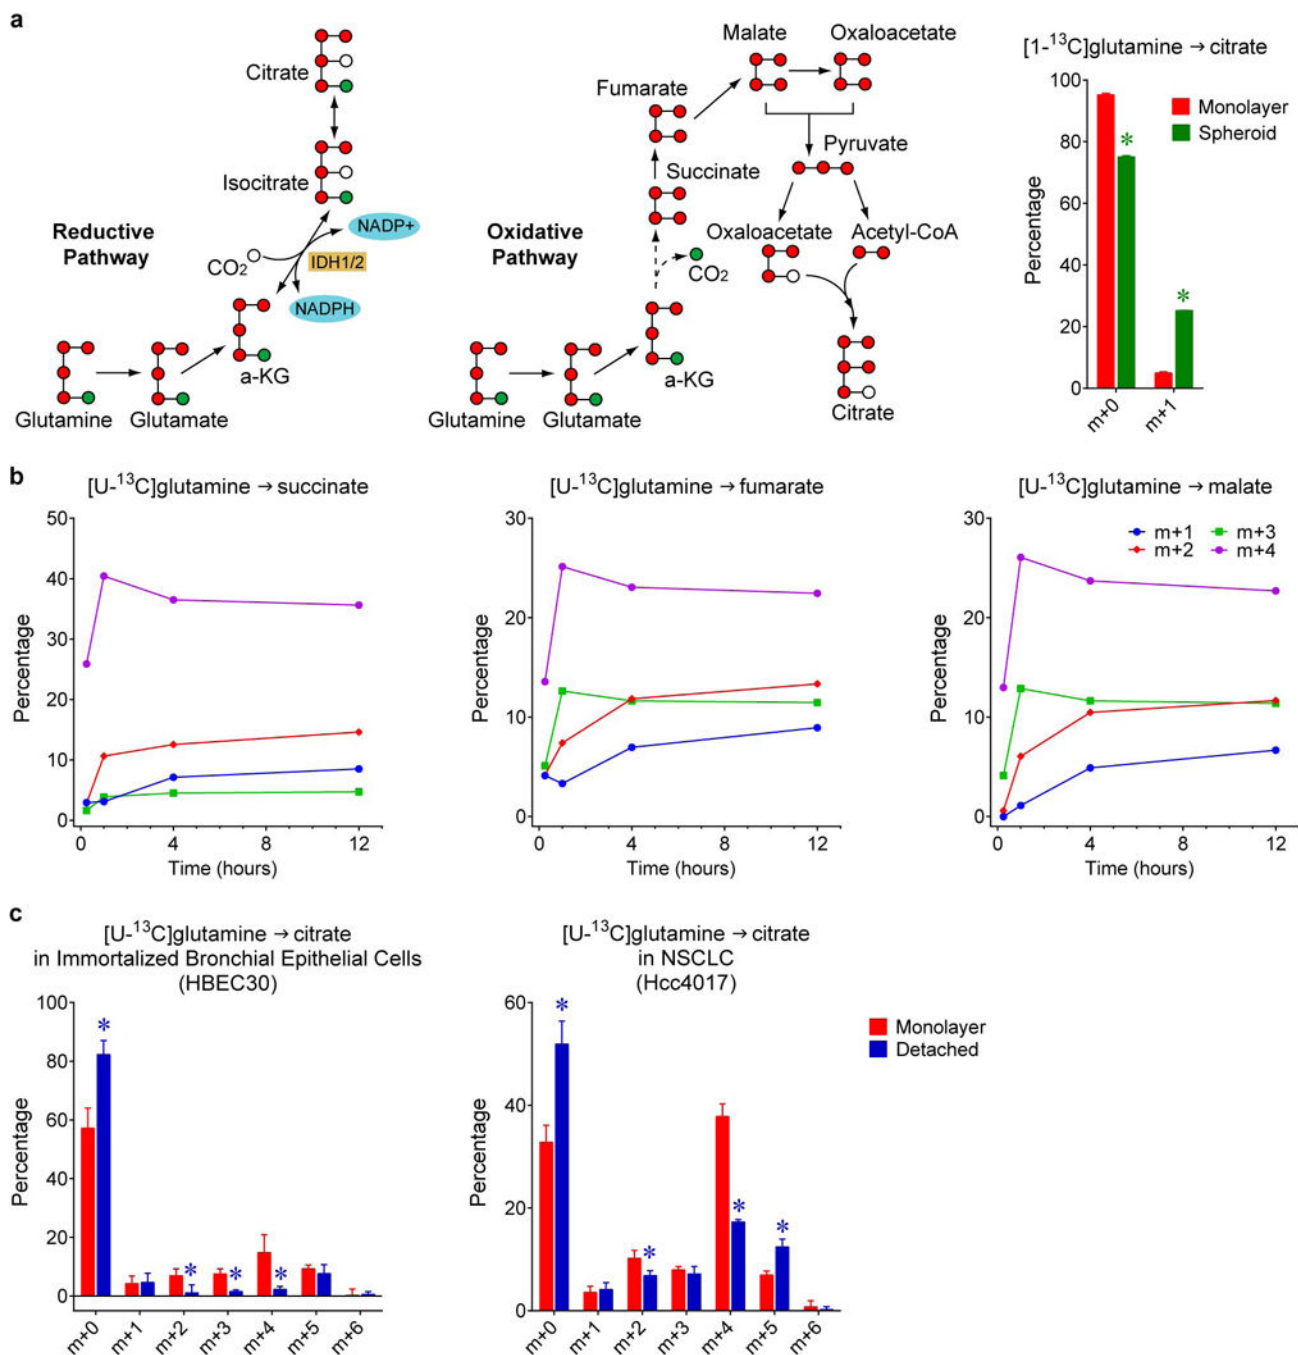 a
Citrate
Isocitrate
Reductive
Pathway
NADP+
CO2
IDH1/2
NADPH
a-KG
Glutamine
Glutamate
Malate
Oxaloacetate
Fumarate
Pyruvate
Succinate
Oxidative
Pathway
Oxaloacetate
Acetyl-CoA
CO2
a-KG
Glutamine
Glutamate
Citrate
[1-13C]glutamine → citrate
Percentage
100
80
60
40
20
0
Monolayer
Spheroid
*
*
m+0
m+1
b
[U-13C]glutamine → succinate
Percentage
50
40
30
20
10
0
0
4
8
12
Time (hours)
[U-13C]glutamine → fumarate
Percentage
30
20
10
0
0
4
8
12
Time (hours)
[U-13C]glutamine → malate
m+1
m+3
m+2
m+4
Percentage
30
20
10
0
0
4
8
12
Time (hours)
c
[U-13C]glutamine → citrate
in Immortalized Bronchial Epithelial Cells
(HBEC30)
Percentage
100
80
60
40
20
0
*
*
*
*
m+0
m+1
m+2
m+3
m+4
m+5
m+6
[U-13C]glutamine → citrate
in NSCLC
(Hcc4017)
Percentage
60
40
20
0
*
*
*
*
m+0
m+1
m+2
m+3
m+4
m+5
m+6
Monolayer
Detached